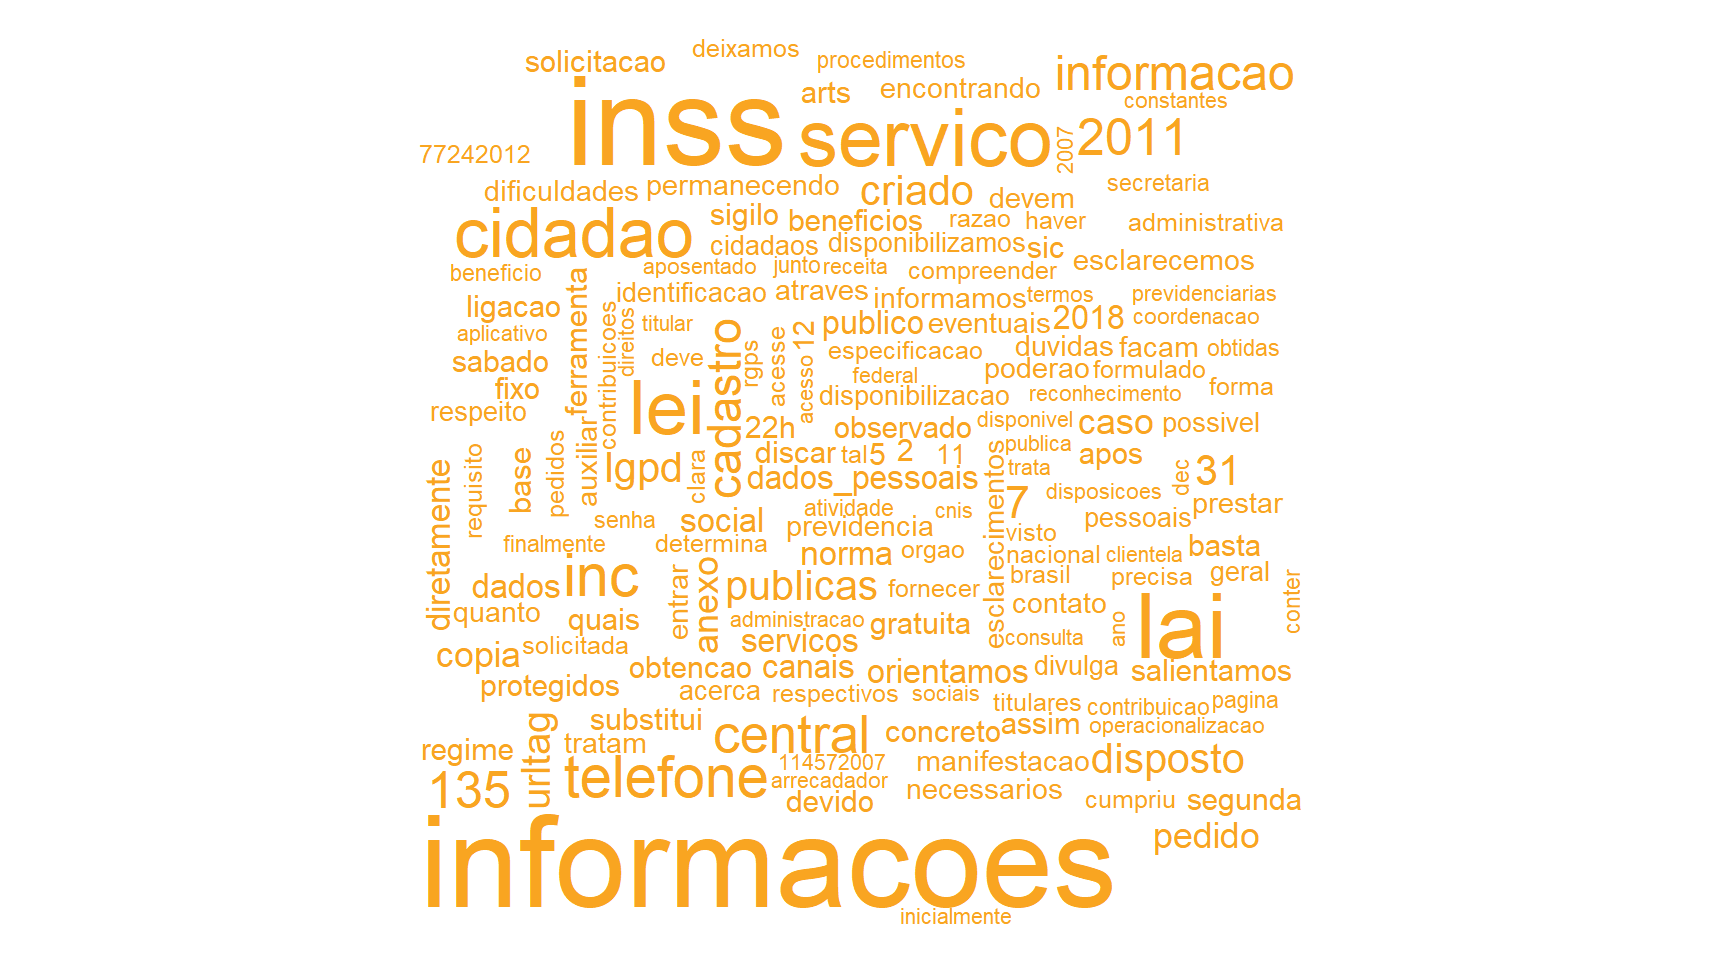 deixamos
solicitacao
procedimentos
informacao
arts
encontrando
constantes
inss
servico
2007
2011
77242012
dificuldades
permanecendo
criado
devem
secretaria
cidadao
sigilo
beneficios
razao
haver
administrativa
cidadaos
disponibilizamos
sic
esclarecemos
beneficio
aposentado
junto
receita
compreender
ligacao
ferramenta
identificacao
atraves
informamos
termos
previdenciarias
aplicativo
contribuicoes
direitos
titular
cadastro
rgps
acesse
12
publico
eventuais
2018
coordenacao
sabado
deve
acesso
especificacao
duvidas
facam
obtidas
fixo
federal
poderao
formulado
respeito
lei
disponibilizacao
reconhecimento
forma
22h
observado
disponivel
caso
possivel
diretamente
requisito
base
pedidos
auxiliar
lgpd
clara
discar
tal
5
2
11
esclarecimentos
publica
apos
dados_pessoais
trata
dec
31
7
disposicoes
prestar
senha
social
atividade
cnis
previdencia
pessoais
visto
finalmente
determina
norma
orgao
nacional
clientela
basta
dados
inc
entrar
anexo
publicas
fornecer
brasil
precisa
geral
conter
quanto
quais
administracao
gratuita
contato
ano
lai
copia
solicitada
servicos
consulta
obtencao
canais
orientamos
divulga
salientamos
protegidos
acerca
respectivos
sociais
titulares
contribuicao
pagina
urltag
substitui
central
concreto
assim
operacionalizacao
regime
tratam
114572007
manifestacao
disposto
135
telefone
arrecadador
necessarios
devido
cumpriu
segunda
informacoes
pedido
inicialmente